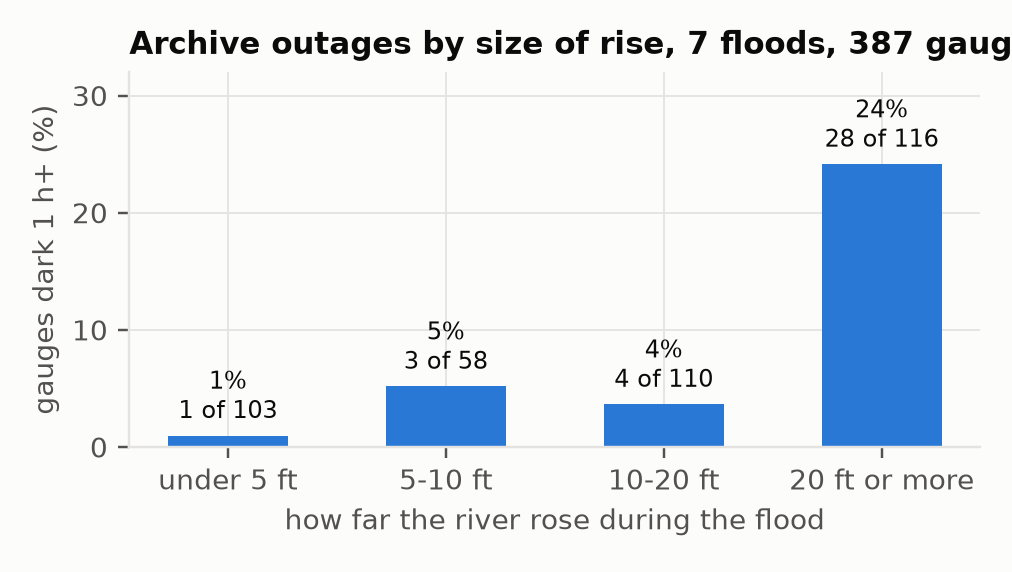 Archive outages by size of rise, 7 floods, 387 gaug
gauges dark 1 h+ (%)
30
20
10
0
1%
1 of 103
5%
3 of 58
4%
4 of 110
24%
28 of 116
under 5 ft
5-10 ft
10-20 ft
20 ft or more
how far the river rose during the flood